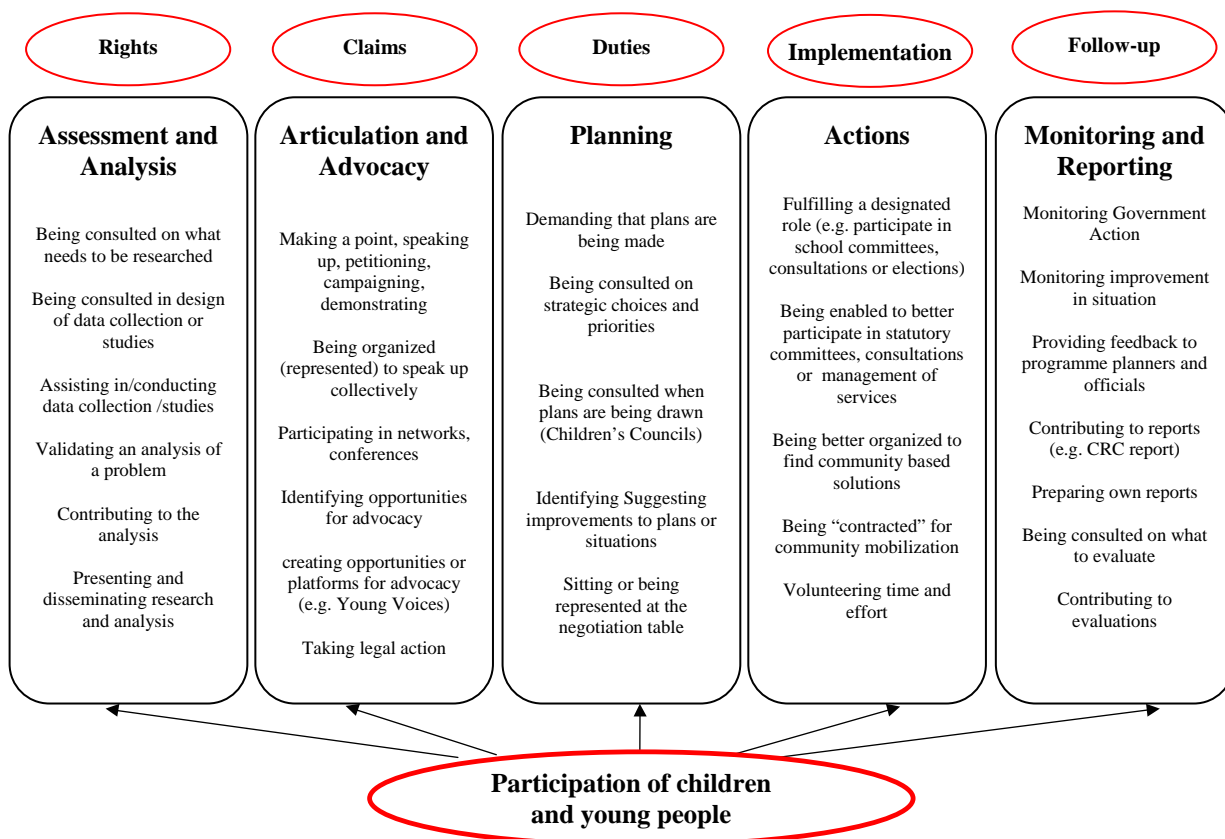 Rights
Claims
Duties
Implementation
Follow-up
Assessment and
Analysis
Being consulted on what
needs to be researched
Being consulted in design
of data collection or
studies
Assisting in/conducting
data collection /studies
Validating an analysis of
a problem
Contributing to the
analysis
Presenting and
disseminating research
and analysis
Articulation and
Advocacy
Making a point, speaking
up, petitioning,
campaigning,
demonstrating
Being organized
(represented) to speak up
collectively
Participating in networks,
conferences
Identifying opportunities
for advocacy
creating opportunities or
platforms for advocacy
(e.g. Young Voices)
Taking legal action
Planning
Demanding that plans are
being made
Being consulted on
strategic choices and
priorities
Being consulted when
plans are being drawn
(Children’s Councils)
Identifying Suggesting
improvements to plans or
situations
Sitting or being
represented at the
negotiation table
Actions
Fulfilling a designated
role (e.g. participate in
school committees,
consultations or elections)
Being enabled to better
participate in statutory
committees, consultations
or management of
services
Being better organized to
find community based
solutions
Being “contracted” for
community mobilization
Volunteering time and
effort
Monitoring and
Reporting
Monitoring Government
Action
Monitoring improvement
in situation
Providing feedback to
programme planners and
officials
Contributing to reports
(e.g. CRC report)
Preparing own reports
Being consulted on what
to evaluate
Contributing to
evaluations
Participation of children
and young people